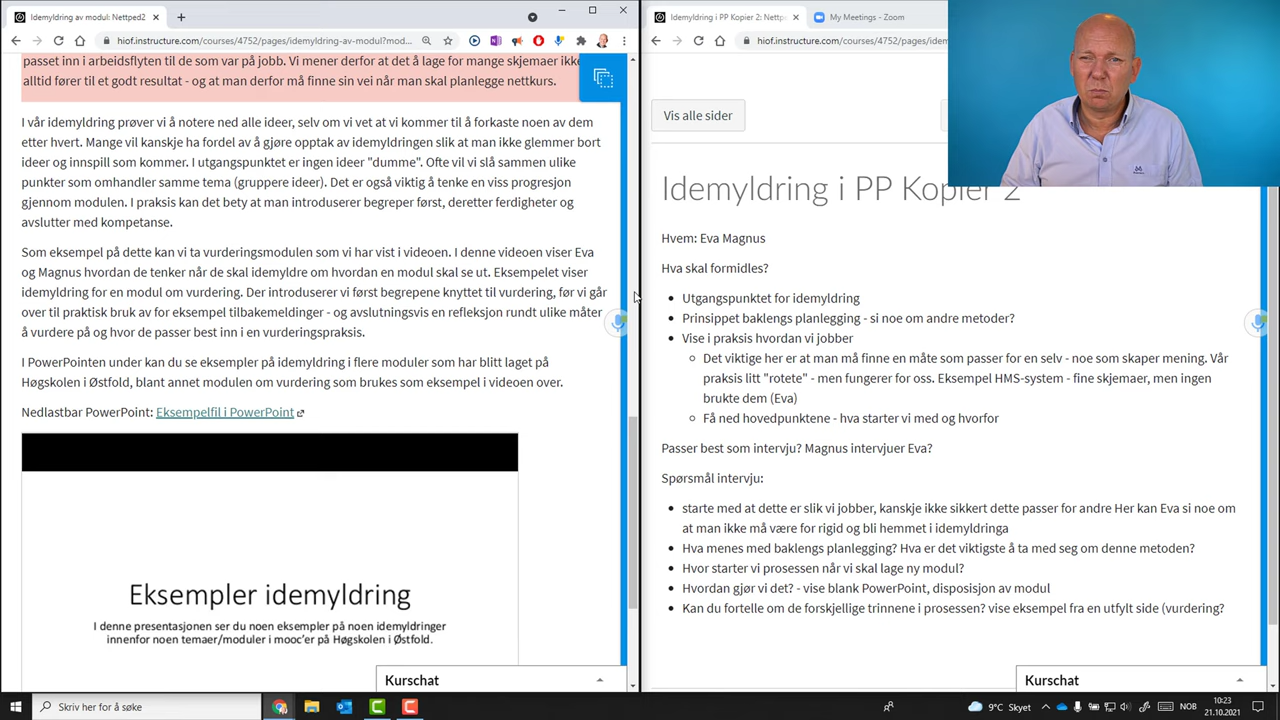 Idemyldring av modul: Nettped2
hiof.instructure.com/courses/4752/pages/idemyldring-av-modul?mod...
passet inn i arbeidsflyten til de som var på jobb. Vi mener derfor at det å lage for mange skjemaer ikke
alltid fører til et godt resultat - og at man derfor må finne sin vei når man skal planlegge nettkurs.
I vår idemyldring prøver vi å notere ned alle ideer, selv om vi vet at vi kommer til å forkaste noen av dem
etter hvert. Mange vil kanskje ha fordel av å gjøre opptak av idemyldringen slik at man ikke glemmer bort
ideer og innspill som kommer. I utgangspunktet er ingen ideer "dumme". Ofte vil vi slå sammen ulike
punkter som omhandler samme tema (gruppere ideer). Det er også viktig å tenke en viss progresjon
gjennom modulen. I praksis kan det bety at man introduserer begreper først, deretter ferdigheter og
avslutter med kompetanse.
Som eksempel på dette kan vi ta vurderingsmodulen som vi har vist i videoen. I denne videoen viser Eva
og Magnus hvordan de tenker når de skal idemyldre om hvordan en modul skal se ut. Eksempelet viser
idemyldring for en modul om vurdering. Der introduserer vi først begrepene knyttet til vurdering, før vi går
over til praktisk bruk av for eksempel tilbakemeldinger - og avslutningsvis en refleksjon rundt ulike måter
å vurdere på og hvor de passer best inn i en vurderingspraksis.
I PowerPointen under kan du se eksempler på idemyldring i flere moduler som har blitt laget på
Høgskolen i Østfold, blant annet modulen om vurdering som brukes som eksempel i videoen over.
Nedlastbar PowerPoint: Eksempelfil i PowerPoint
Eksempler idemyldring
I denne presentasjonen ser du noen eksempler på noen idemyldringer
innenfor noen temaer/moduler i mooc'er på Høgskolen i Østfold.
Kurschat
Idemyldring i PP Kopier 2: Nettp
My Meetings - Zoom
hiof.instructure.com/courses/4752/pages/idem
Vis alle sider
Idemyldring i PP Kopier 2
Hvem: Eva Magnus
Hva skal formidles?
Utgangspunktet for idemyldring
Prinsippet baklengs planlegging - si noe om andre metoder?
Vise i praksis hvordan vi jobber
Det viktige her er at man må finne en måte som passer for en selv - noe som skaper mening. Vår
praksis litt "rotete" - men fungerer for oss. Eksempel HMS-system - fine skjemaer, men ingen
brukte dem (Eva)
Få ned hovedpunktene - hva starter vi med og hvorfor
Passer best som intervju? Magnus intervjuer Eva?
Spørsmål intervju:
starte med at dette er slik vi jobber, kanskje ikke sikkert dette passer for andre Her kan Eva si noe om
at man ikke må være for rigid og bli hemmet i idemyldringa
Hva menes med baklengs planlegging? Hva er det viktigste å ta med seg om denne metoden?
Hvor starter vi prosessen når vi skal lage ny modul?
Hvordan gjør vi det? - vise blank PowerPoint, disposisjon av modul
Kan du fortelle om de forskjellige trinnene i prosessen? vise eksempel fra en utfylt side (vurdering?
Kurschat
Skriv her for å søke
9°C Skyet
NOB
10:23
21.10.2021